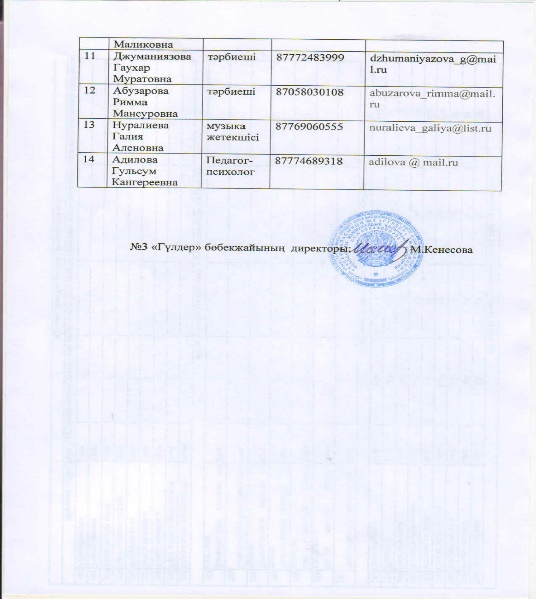 Маликовна
11 Джуманиязова тәрбиеші 87772483999 dzhumaniyazova_g@mai
Гаухар l.ru
Муратовна
12 Абузарова тәрбиеші 87058030108 abuzarova_rimma@mail.
Римма ru
Мансуровна
13 Нуралиева музыка 87769060555 nuralieva_galiya@list.ru
Галия жетекшісі
Аленовна
14 Адилова Педагог- 87774689318 adilova @ mail.ru
Гульсум психолог
Кангереевна
№3 «Гүлдер» бөбекжайының директоры: М.Кенесова